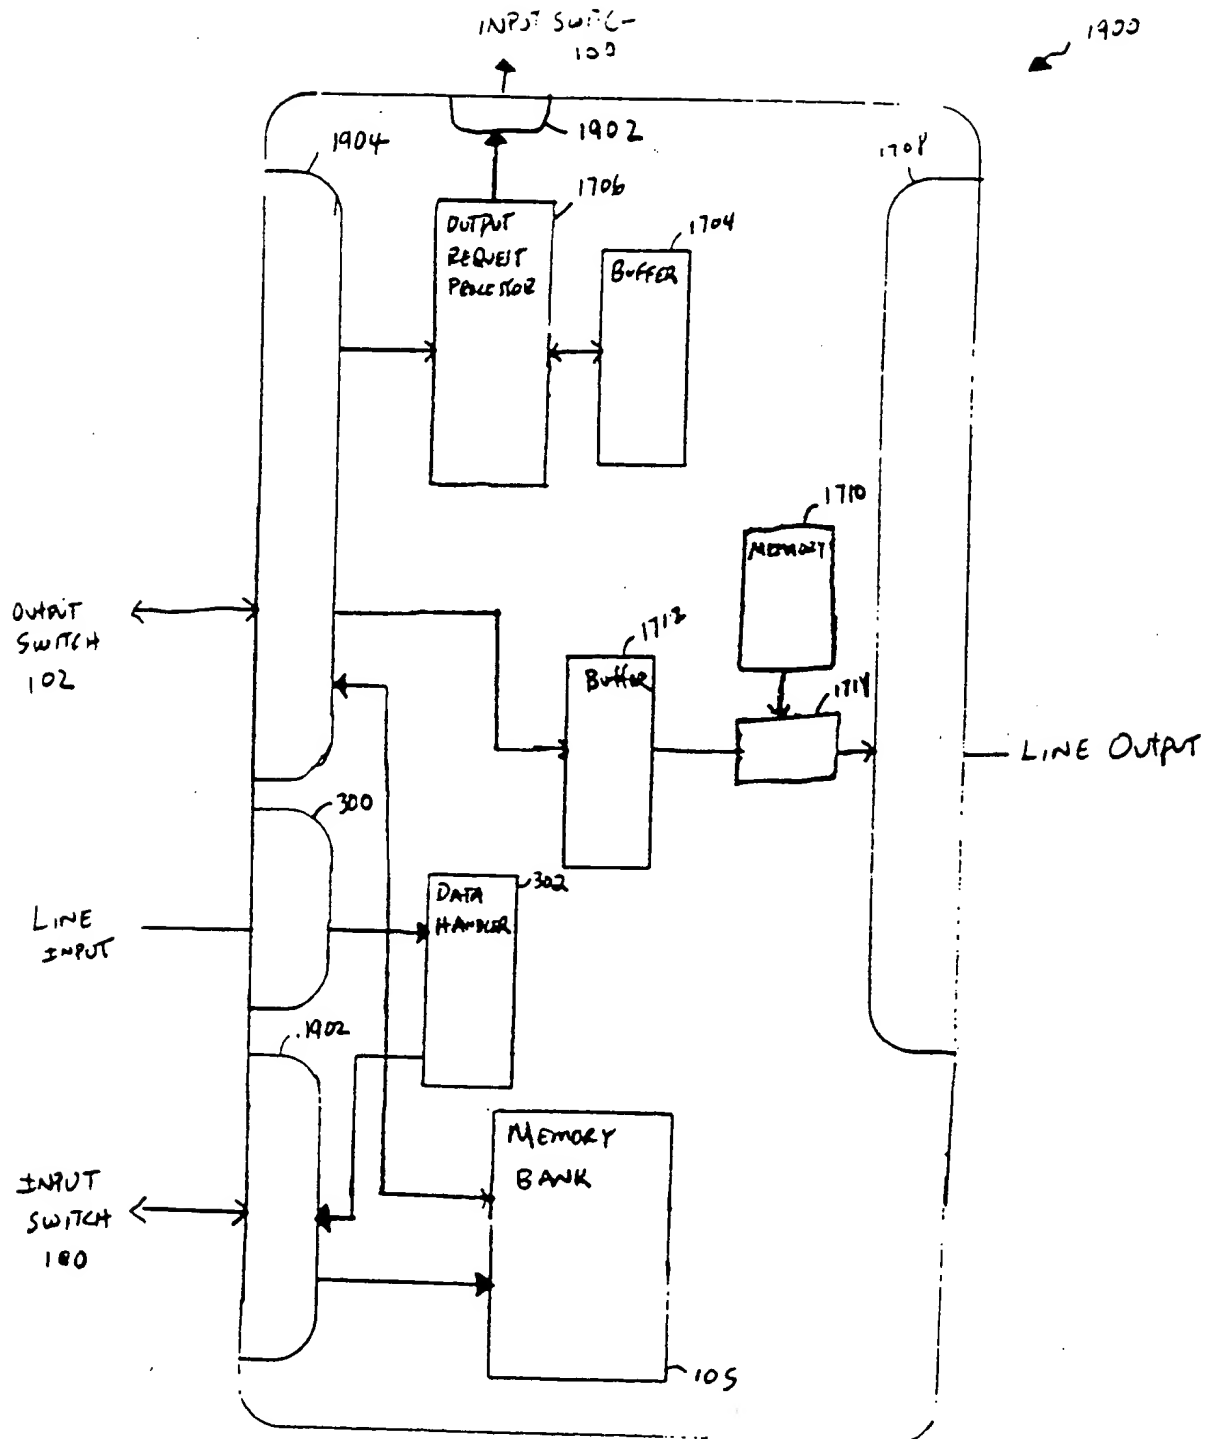 INPUT SWITC
100
1900
1902
1904
1706
1708
OUTPUT
REQUEST
PROCESSOR
1704
BUFFER
1710
MEMORY
OUTPUT
SWITCH
102
1712
Buffer
1714
LINE OUTPUT
300
LINE
INPUT
302
DATA
HANDLER
1902
INPUT
SWITCH
100
MEMORY
BANK
105